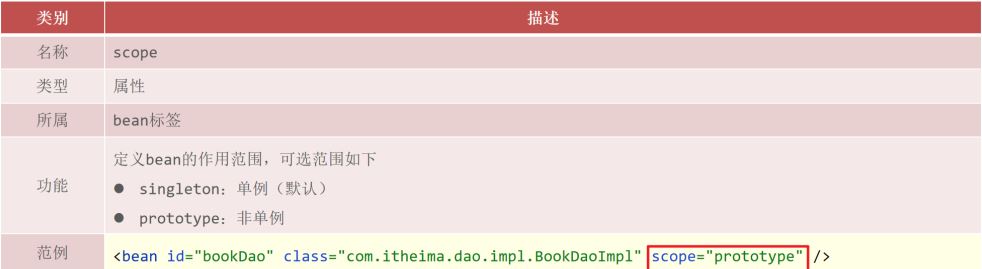 类别 描述
名称 scope
类型 属性
所属 bean标签
功能 定义bean的作用范围，可选范围如下
● singleton：单例（默认）
● prototype：非单例
范例 <bean id="bookDao" class="com.itheima.dao.impl.BookDaoImpl" scope="prototype" />